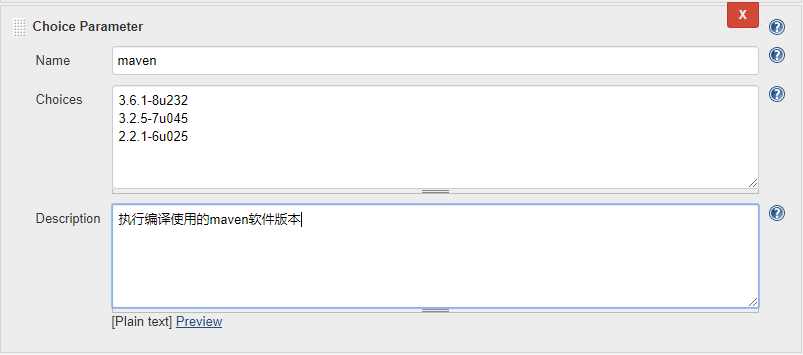 Choice Parameter
X
Name
maven
Choices
3.6.1-8u232
3.2.5-7u045
2.2.1-6u025
Description
执行编译使用的maven软件版本
[Plain text] Preview